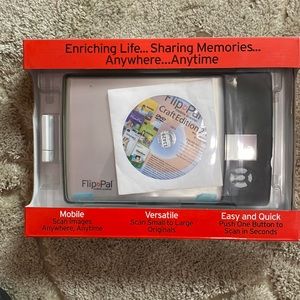 Enriching Life... Sharing Memories...
Anywhere...Anytime
Flip Pal
DVD
Craft Edition
Flip-Pal
Mobile
Scan Images
Anywhere, Anytime
Versatile
Scan Small to Large
Originals
Easy and Quick
Push One Button to
Scan in Seconds